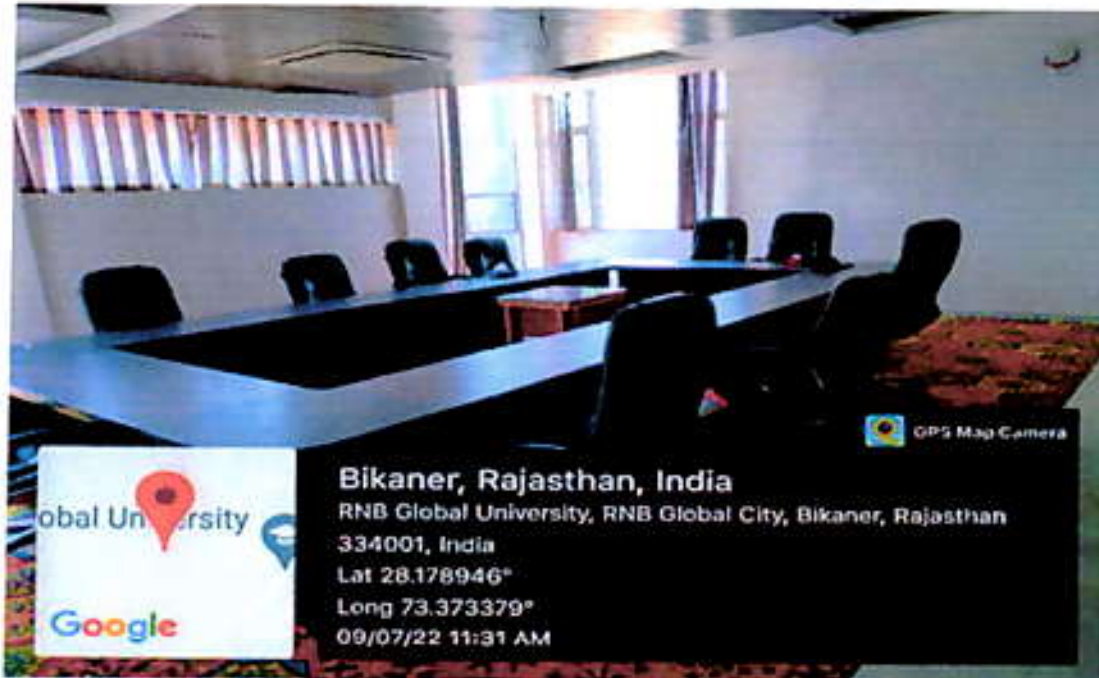 GPS Map Camera
obal University
Google
Bikaner, Rajasthan, India
RNB Global University, RNB Global City, Bikaner, Rajasthan
334001, India
Lat 28.178946°
Long 73.373379°
09/07/22 11:31 AM